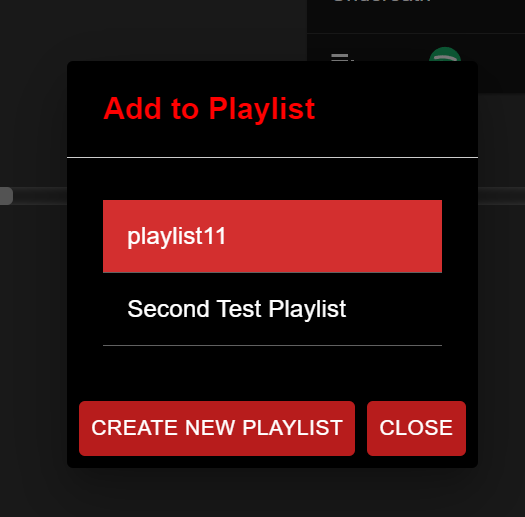 Add to Playlist
playlist11
Second Test Playlist
CREATE NEW PLAYLIST
CLOSE